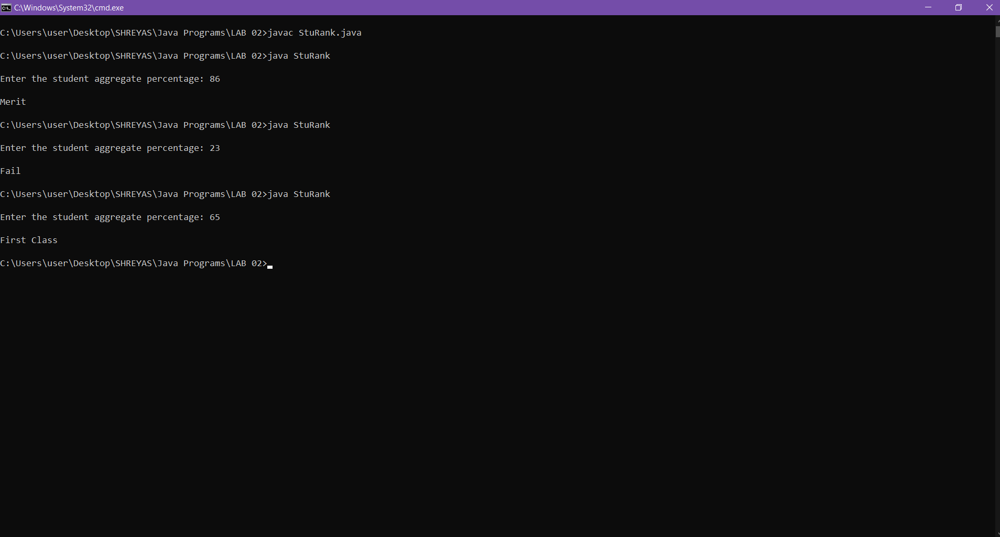 C:\Windows\System32\cmd.exe
C:\Users\user\Desktop\SHREYAS\Java Programs\LAB 02>javac StuRank.java
C:\Users\user\Desktop\SHREYAS\Java Programs\LAB 02>java StuRank
Enter the student aggregate percentage: 86
Merit
C:\Users\user\Desktop\SHREYAS\Java Programs\LAB 02>java StuRank
Enter the student aggregate percentage: 23
Fail
C:\Users\user\Desktop\SHREYAS\Java Programs\LAB 02>java StuRank
Enter the student aggregate percentage: 65
First Class
C:\Users\user\Desktop\SHREYAS\Java Programs\LAB 02>